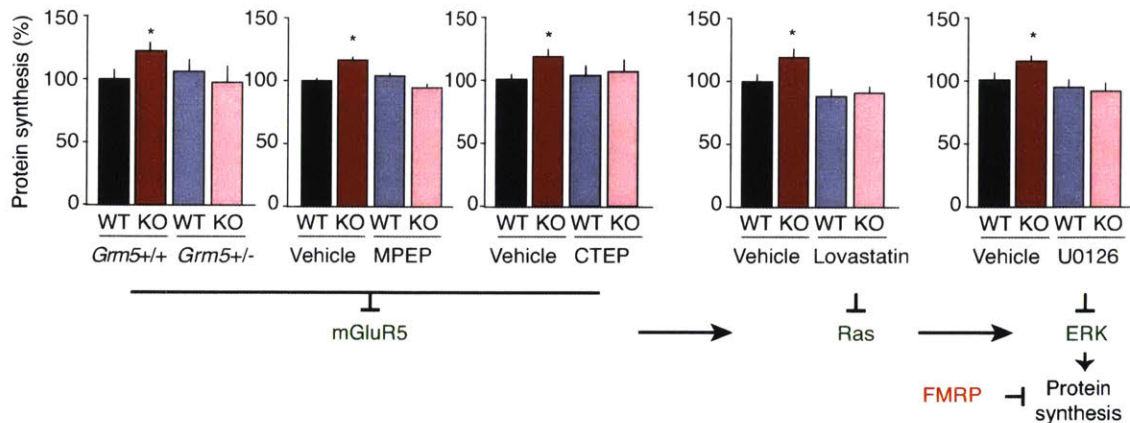 Protein synthesis (%)
150 150 150 150 150
* * * * *
100 100 100 100 100
50 50 50 50 50
0 0 0 0 0
WT KO WT KO WT KO WT KO WT KO WT KO WT KO WT KO WT KO WT KO
Grm5+/+ Grm5+/- Vehicle MPEP Vehicle CTEP Vehicle Lovastatin Vehicle U0126
mGluR5 Ras ERK
FMRP Protein
synthesis